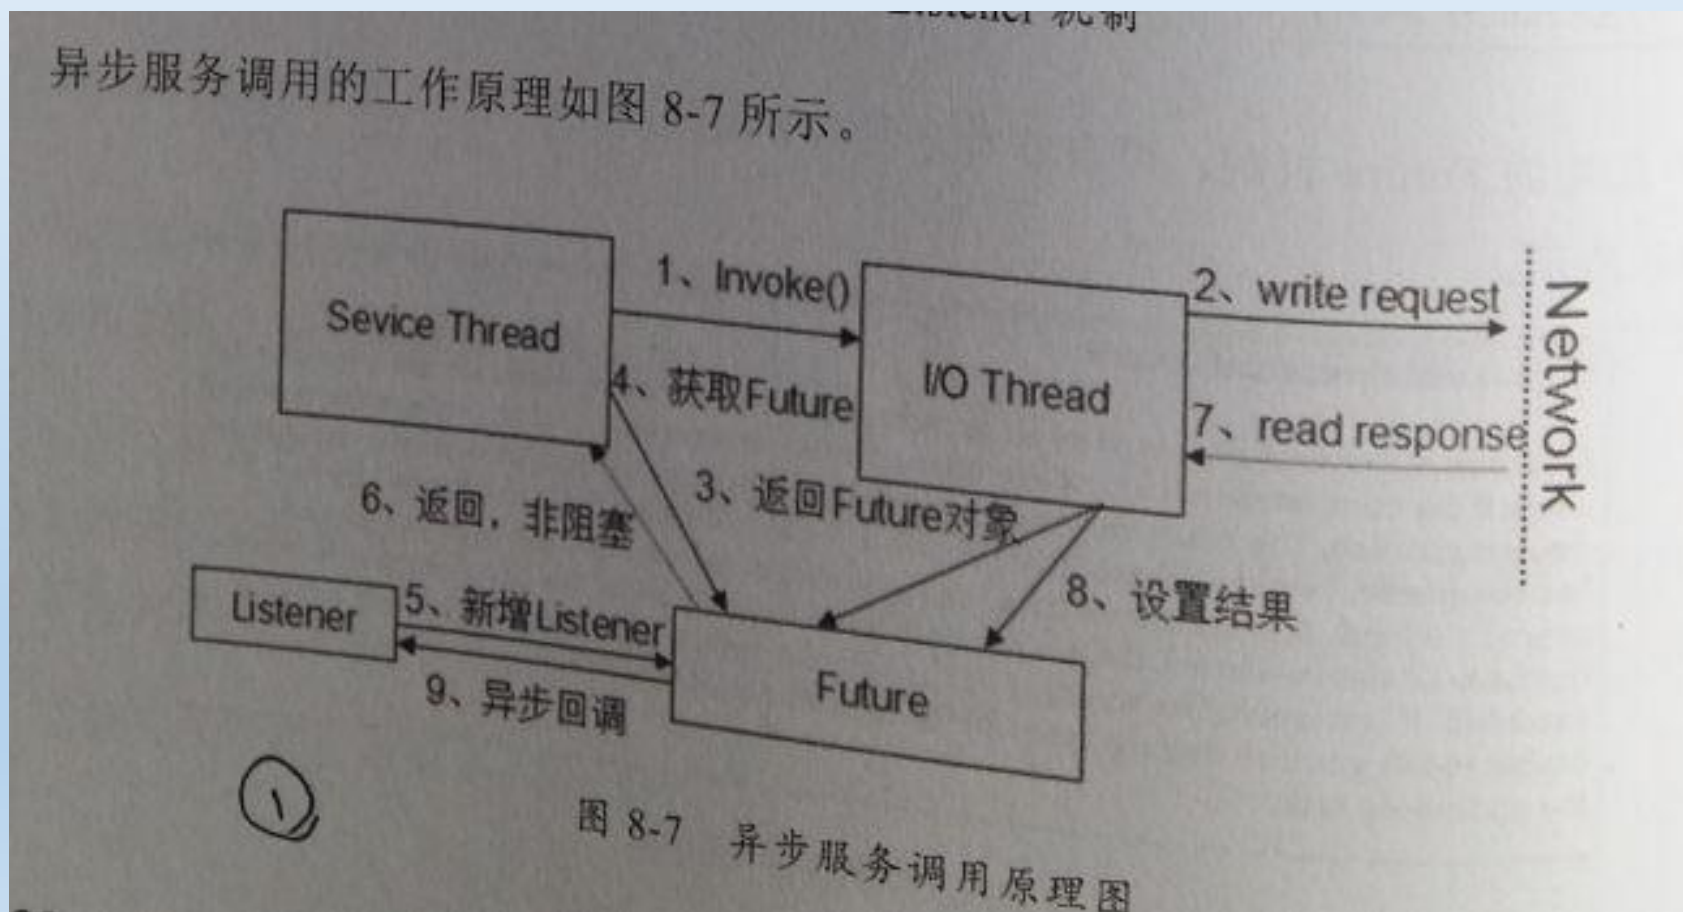 机制
异步服务调用的工作原理如图 8-7 所示。
Sevice Thread
1、Invoke()
I/O Thread
2、write request
Network
4、获取Future
7、read response
3、返回Future对象
6、返回，非阻塞
8、设置结果
Listener
5、新增Listener
9、异步回调
Future
1
图 8-7 异步服务调用原理图